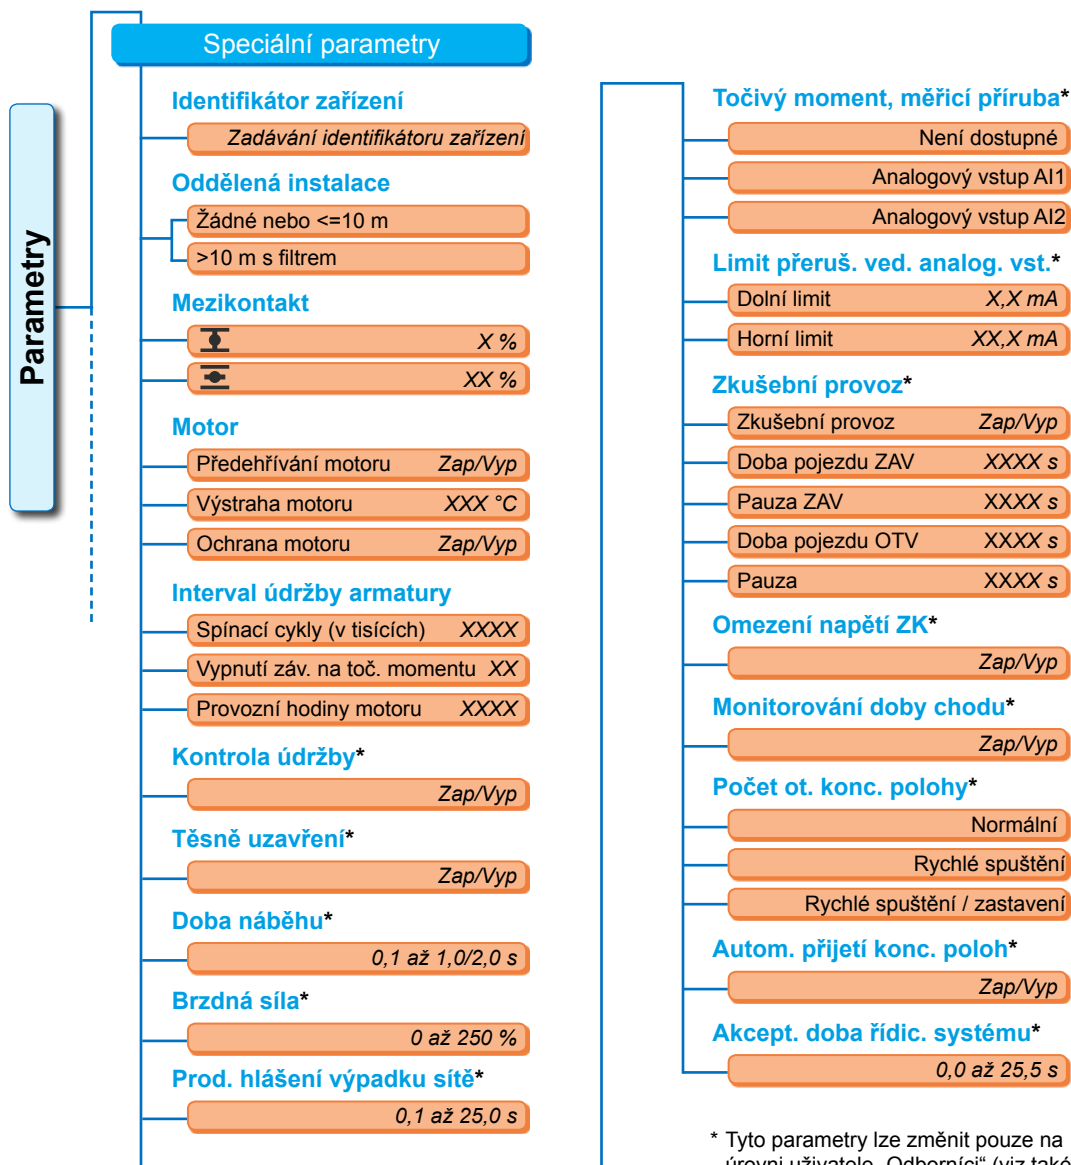 Parametry
Speciální parametry
Identifikátor zařízení
Zadávání identifikátoru zařízení
Oddělená instalace
Žádné nebo <=10 m
>10 m s filtrem
Mezikontakt
X %
XX %
Motor
Předehřívání motoru Zap/Vyp
Výstraha motoru XXX °C
Ochrana motoru Zap/Vyp
Interval údržby armatury
Spínací cykly (v tisících) XXXX
Vypnutí záv. na toč. momentu XX
Provozní hodiny motoru XXXX
Kontrola údržby*
Zap/Vyp
Těsně uzavření*
Zap/Vyp
Doba náběhu*
0,1 až 1,0/2,0 s
Brzdná síla*
0 až 250 %
Prod. hlášení výpadku sítě*
0,1 až 25,0 s
Točivý moment, měřicí příruba*
Není dostupné
Analogový vstup AI1
Analogový vstup AI2
Limit přeruš. ved. analog. vst.*
Dolní limit X,X mA
Horní limit XX,X mA
Zkušební provoz*
Zkušební provoz Zap/Vyp
Doba pojezdu ZAV XXXX s
Pauza ZAV XXXX s
Doba pojezdu OTV XXXX s
Pauza XXXX s
Omezení napětí ZK*
Zap/Vyp
Monitorování doby chodu*
Zap/Vyp
Počet ot. konc. polohy*
Normální
Rychlé spuštění
Rychlé spuštění / zastavení
Autom. přijetí konc. poloh*
Zap/Vyp
Akcept. doba řídic. systému*
0,0 až 25,5 s
* Tyto parametry lze změnit pouze na
úrovni uživatele „Odborníci“ (viz také